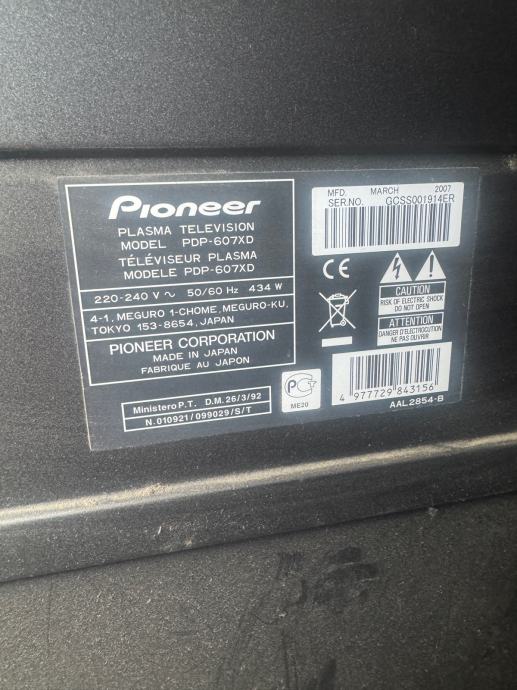 Pioneer
PLASMA TELEVISION
MODEL PDP-607XD
TÉLÉVISEUR PLASMA
MODELE PDP-607XD
220-240 V ~ 50/60 Hz 434 W
4-1, MEGURO 1-CHOME, MEGURO-KU,
TOKYO 153-8654, JAPAN
PIONEER CORPORATION
MADE IN JAPAN
FABRIQUE AU JAPON
Ministero P.T. D.M. 26/3/92
N. 010921/099029/S/T
MFD. MARCH 2007
SER.NO. GCSS001914ER
CE
CAUTION
RISK OF ELECTRIC SHOCK
DO NOT OPEN
ATTENTION
DANGER D'ELECTROCUTION
NE PAS OUVRIR
ME20
4 977729 843156
AAL2854-B